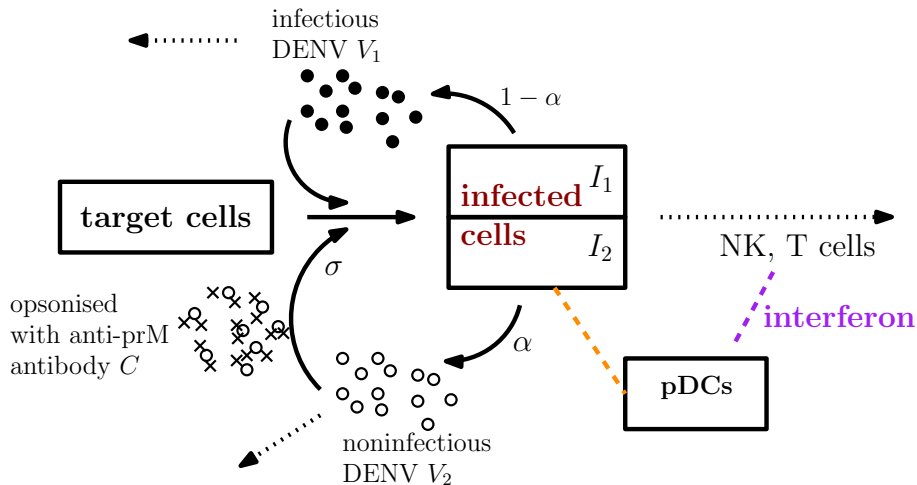 infectious
DENV V₁
1 − α
target cells
infected
cells
I₁
I₂
NK, T cells
σ
opsonised
with anti-prM
antibody C
α
interferon
pDCs
noninfectious
DENV V₂